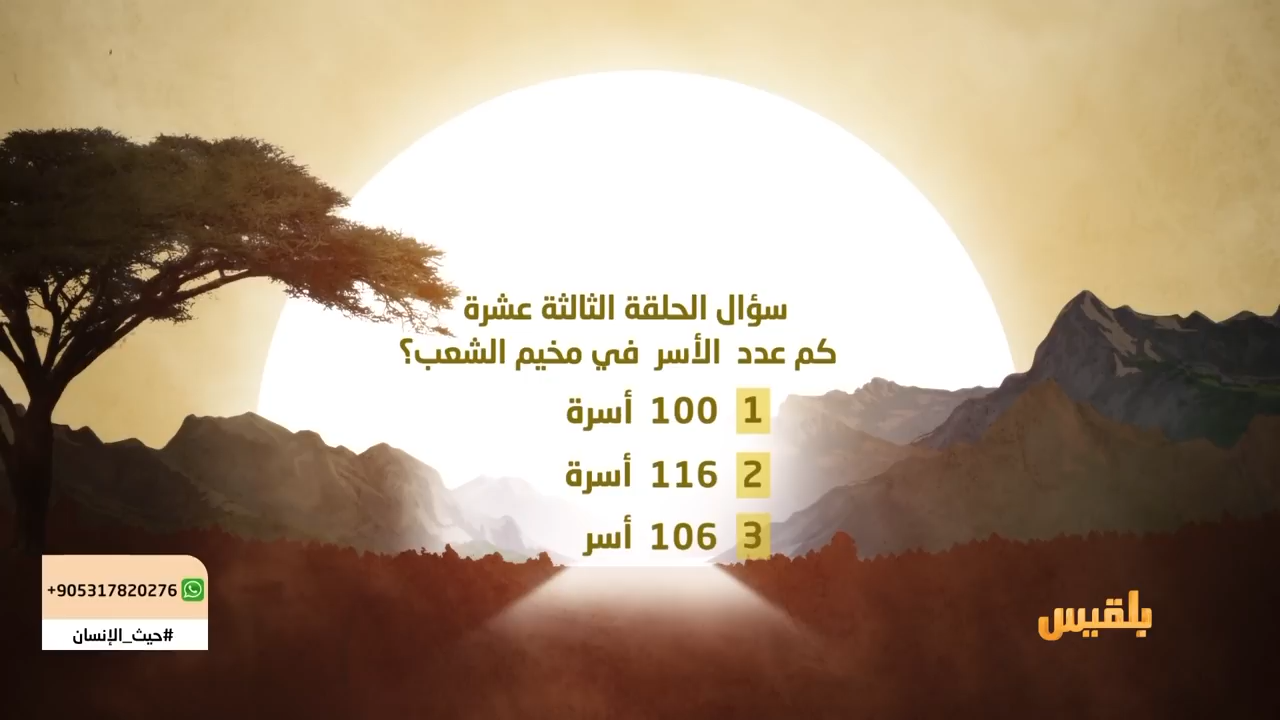 سؤال الحلقة الثالثة عشرة
كم عدد الأسر في مخيم الشعب؟
1 100 أسرة
2 116 أسرة
3 106 أسر
+905317820276
#حيث_الإنسان
بلقيس